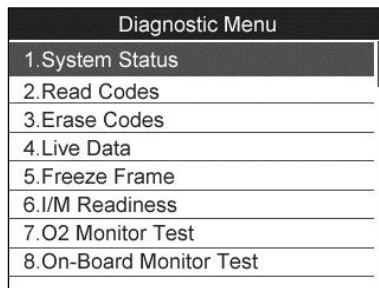 Diagnostic Menu
1.System Status
2.Read Codes
3.Erase Codes
4.Live Data
5.Freeze Frame
6.I/M Readiness
7.O2 Monitor Test
8.On-Board Monitor Test